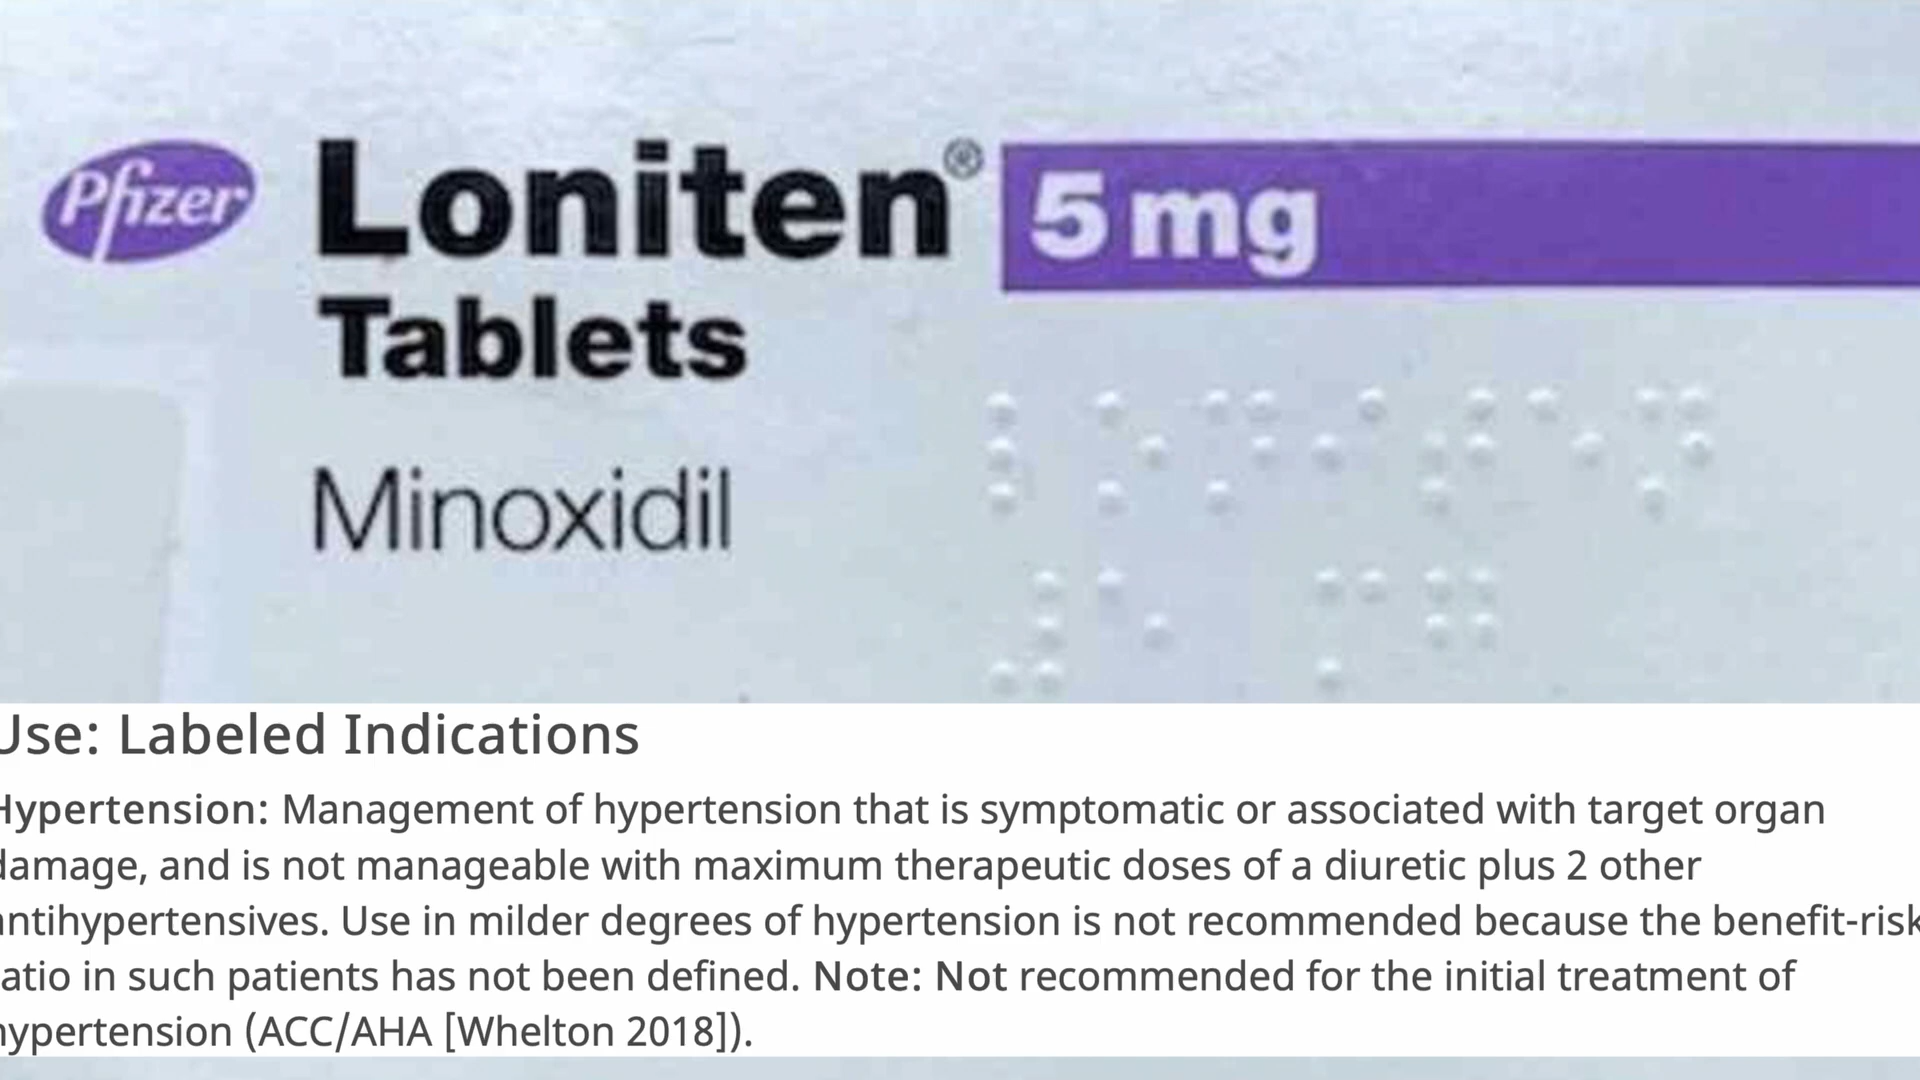 Pfizer
Loniten® 5 mg
Tablets
Minoxidil
Use: Labeled Indications
Hypertension: Management of hypertension that is symptomatic or associated with target organ
damage, and is not manageable with maximum therapeutic doses of a diuretic plus 2 other
antihypertensives. Use in milder degrees of hypertension is not recommended because the benefit-risk
ratio in such patients has not been defined. Note: Not recommended for the initial treatment of
hypertension (ACC/AHA [Whelton 2018]).